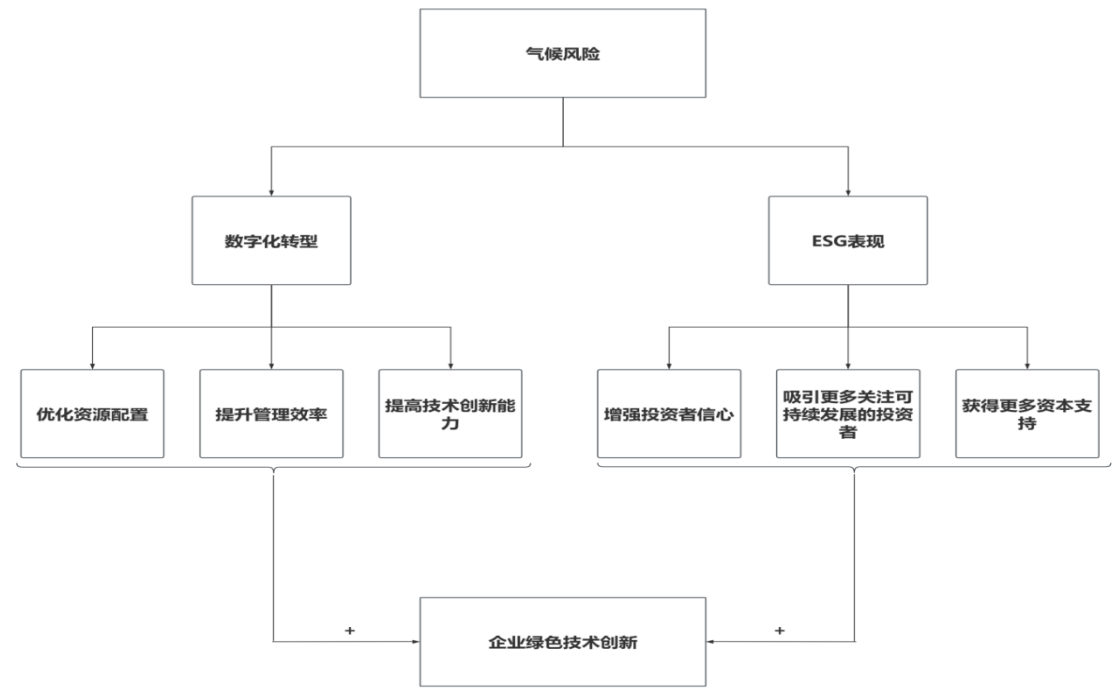 气候风险
数字化转型
ESG表现
优化资源配置
提升管理效率
提高技术创新能
力
增强投资者信心
吸引更多关注可
持续发展的投资
者
获得更多资本支
持
+
企业绿色技术创新
+